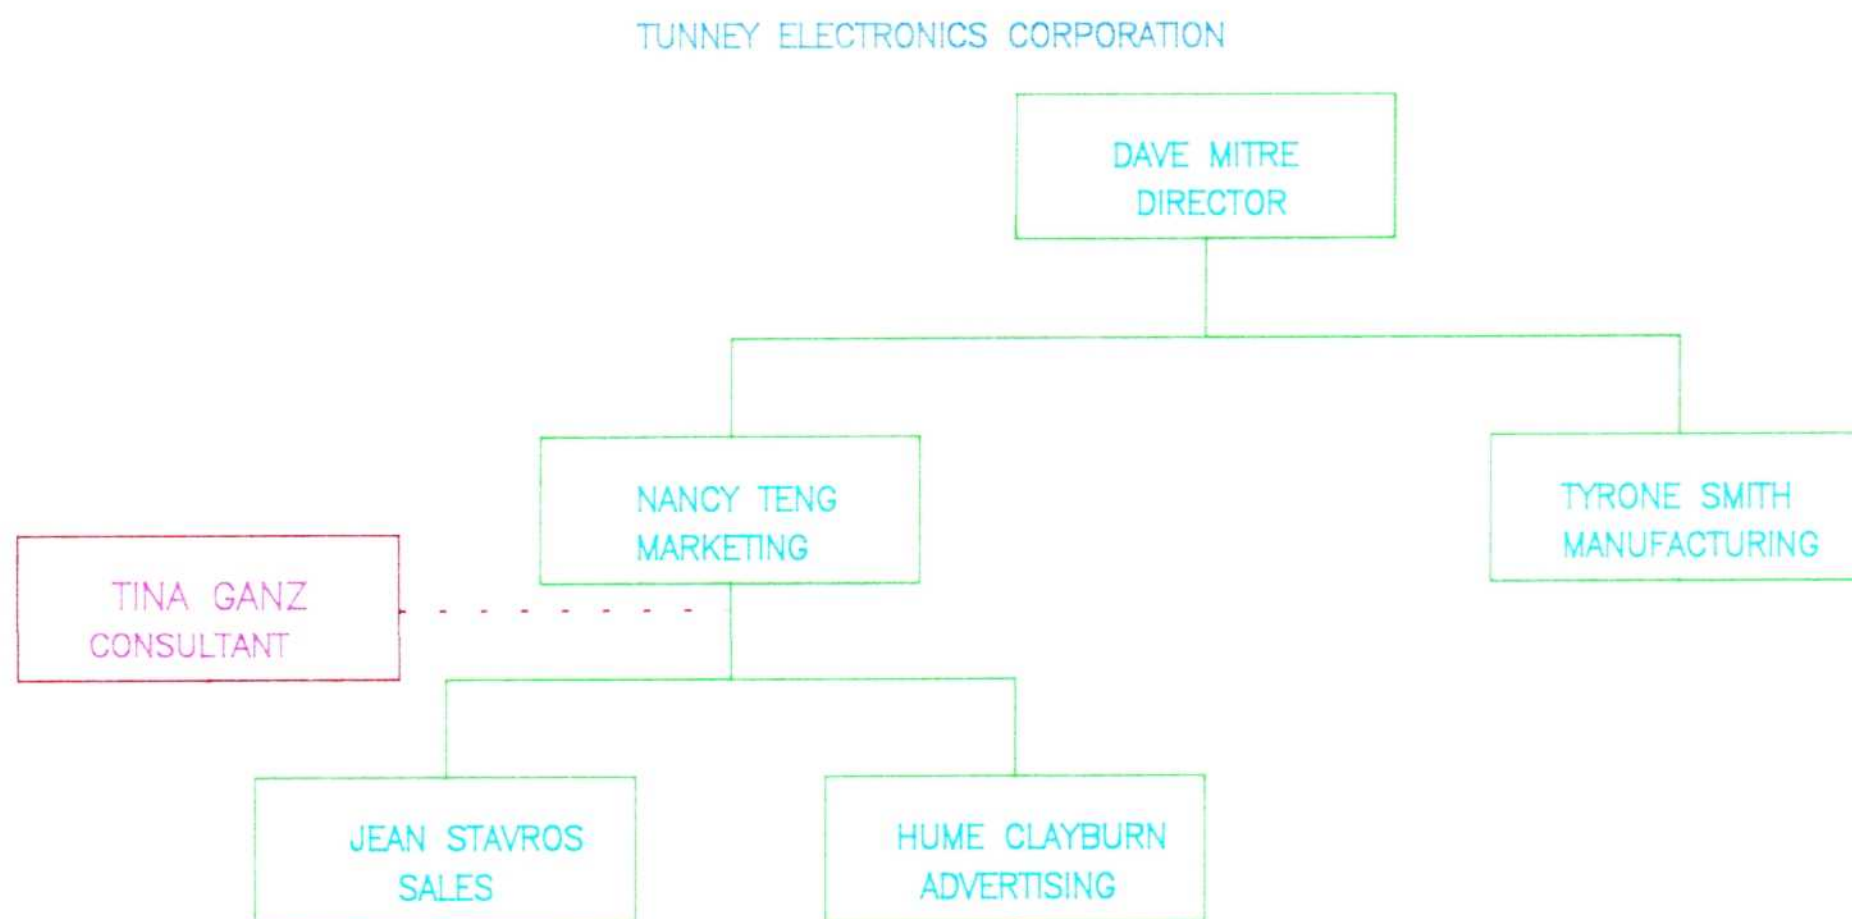 TUNNEY ELECTRONICS CORPORATION
DAVE MITRE
DIRECTOR
NANCY TENG
MARKETING
TYRONE SMITH
MANUFACTURING
TINA GANZ
CONSULTANT
JEAN STAVROS
SALES
HUME CLAYBURN
ADVERTISING